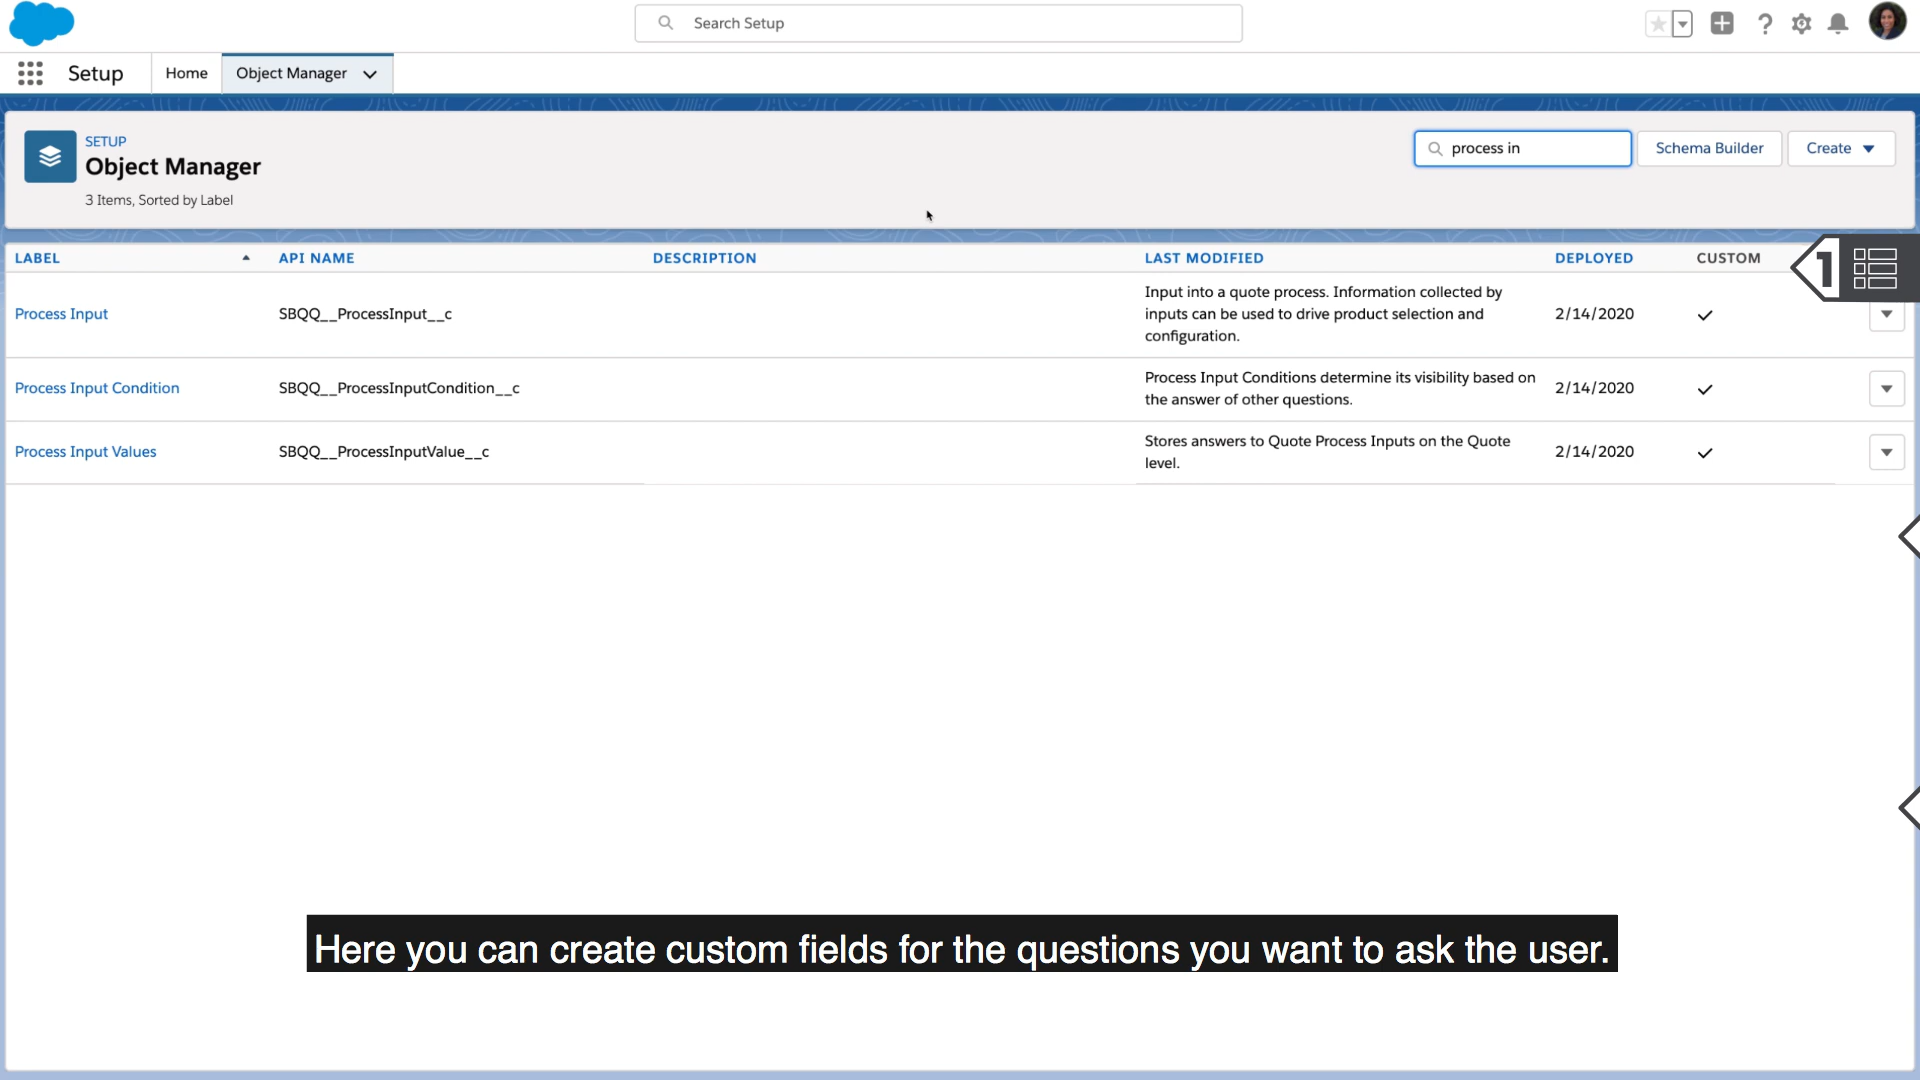 Search Setup
Setup
Home
Object Manager
SETUP
Object Manager
3 Items, Sorted by Label
process in
Schema Builder
Create
LABEL
API NAME
DESCRIPTION
LAST MODIFIED
DEPLOYED
CUSTOM
1
Process Input
SBQQ__ProcessInput__c
Input into a quote process. Information collected by
inputs can be used to drive product selection and
configuration.
2/14/2020
Process Input Condition
SBQQ__ProcessInputCondition__c
Process Input Conditions determine its visibility based on
the answer of other questions.
2/14/2020
Process Input Values
SBQQ__ProcessInputValue__c
Stores answers to Quote Process Inputs on the Quote
level.
2/14/2020
Here you can create custom fields for the questions you want to ask the user.